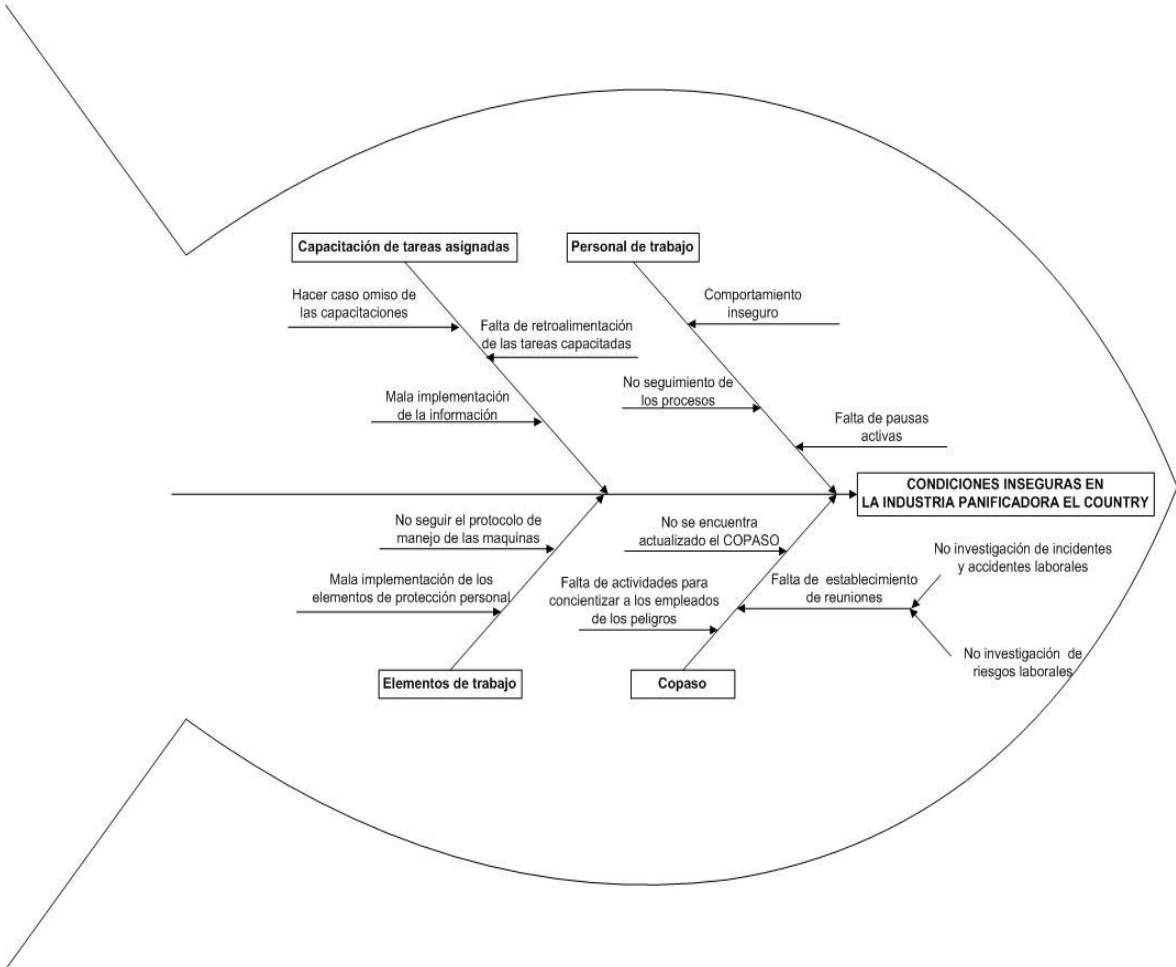 Capacitación de tareas asignadas
Personal de trabajo
Hacer caso omiso de
las capacitaciones
Falta de retroalimentación
de las tareas capacitadas
Mala implementación
de la información
Comportamiento
inseguro
No seguimiento de
los procesos
Falta de pausas
activas
CONDICIONES INSEGURAS EN
LA INDUSTRIA PANIFICADORA EL COUNTRY
No seguir el protocolo de
manejo de las maquinas
Mala implementación de los
elementos de protección personal
No se encuentra
actualizado el COPASO
Falta de actividades para
concientizar a los empleados
de los peligros
Falta de establecimiento
de reuniones
No investigación de incidentes
y accidentes laborales
No investigación de
riesgos laborales
Elementos de trabajo
Copaso